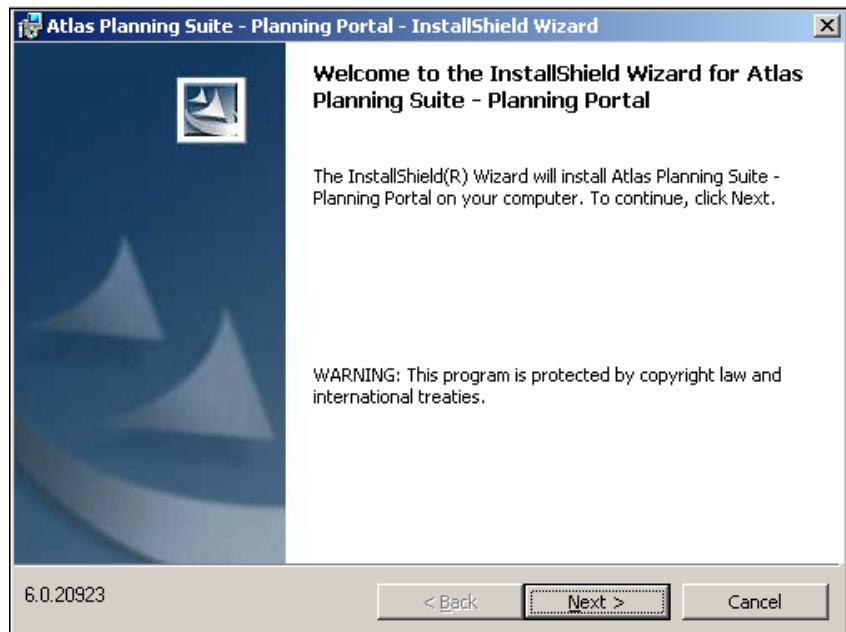 Atlas Planning Suite - Planning Portal - InstallShield Wizard
Welcome to the InstallShield Wizard for Atlas
Planning Suite - Planning Portal
The InstallShield(R) Wizard will install Atlas Planning Suite -
Planning Portal on your computer. To continue, click Next.
WARNING: This program is protected by copyright law and
international treaties.
6.0.20923
< Back
Next >
Cancel